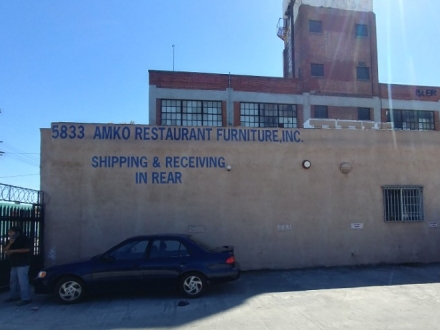 5833 AMKO RESTAURANT FURNITURE, INC.
SHIPPING & RECEIVING
IN REAR